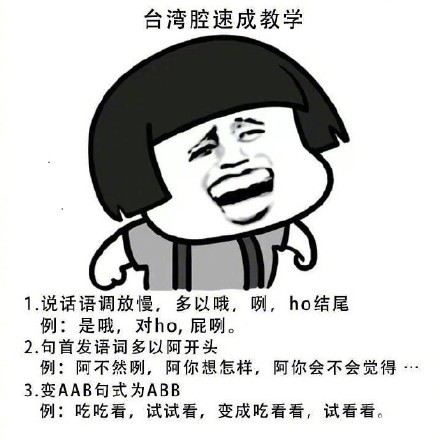 台湾腔速成教学
1.说话语调放慢，多以哦，咧，ho结尾
例：是哦，对ho，屁咧。
2.句首发语词多以阿开头
例：阿不然咧，阿你想怎样，阿你会不会觉得…
3.变AAB句式为ABB
例：吃吃看，试试看，变成吃看看，试看看。